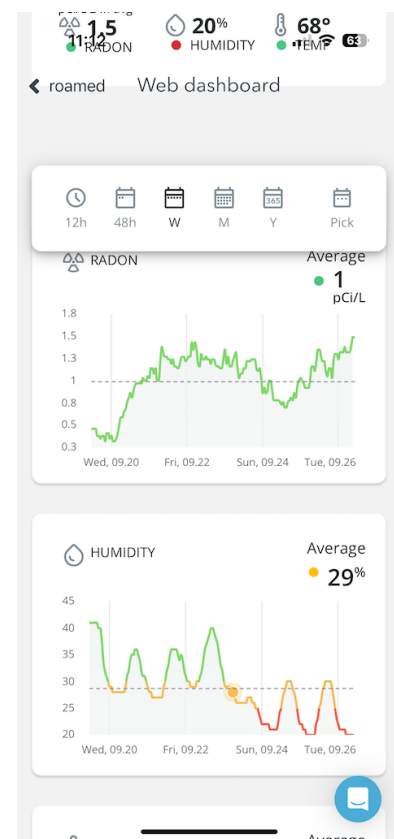 1.5
20%
68°
RADON
HUMIDITY
TEMP
11:12
63
roamed
Web dashboard
12h
48h
W
M
365
Y
Pick
RADON
Average
1
pCi/L
1.8
1.5
1.3
1
0.8
0.5
0.3
Wed, 09.20
Fri, 09.22
Sun, 09.24
Tue, 09.26
HUMIDITY
Average
29%
45
40
35
30
25
20
Wed, 09.20
Fri, 09.22
Sun, 09.24
Tue, 09.26